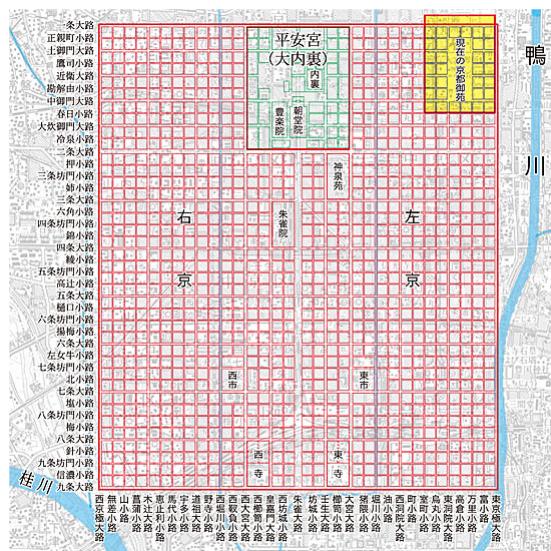 一条大路
正親町小路
土御門大路
鷹司小路
近衛大路
勘解由小路
中御門大路
春日小路
大炊御門大路
冷泉小路
二条大路
押小路
三条坊門小路
姉小路
三条大路
六角小路
四条坊門小路
錦小路
四条大路
綾小路
五条坊門小路
高辻小路
五条大路
樋口小路
六条坊門小路
揚梅小路
六条大路
左女牛小路
七条坊門小路
北小路
七条大路
塩小路
八条坊門小路
梅小路
八条大路
針小路
九条坊門小路
信濃小路
九条大路
平安宮
(大内裏)
内裏
朝堂院
豊楽院
現在の京都御苑
鴨川
神泉苑
朱雀院
右京
左京
西市
東市
西寺
東寺
桂川
西京極大路
無差小路
山小路
菖蒲小路
木辻大路
恵止利小路
馬代小路
宇多小路
道祖大路
野寺小路
西堀川小路
西靫負小路
西大宮大路
西櫛笥小路
皇嘉門大路
西坊城小路
朱雀大路
坊城小路
壬生大路
櫛笥小路
大宮大路
猪隈小路
堀川小路
油小路
西洞院大路
町小路
室町小路
烏丸小路
東洞院大路
高倉小路
万里小路
富小路
東京極大路